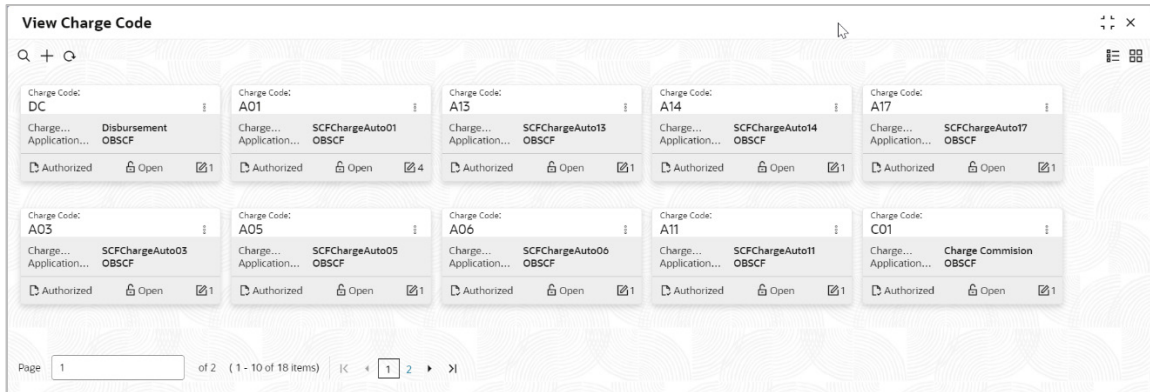 View Charge Code
Charge Code:
DC
Charge... Disbursement
Application... OBSCF
Authorized Open 1
Charge Code:
A01
Charge... SCFChargeAuto01
Application... OBSCF
Authorized Open 4
Charge Code:
A13
Charge... SCFChargeAuto13
Application... OBSCF
Authorized Open 1
Charge Code:
A14
Charge... SCFChargeAuto14
Application... OBSCF
Authorized Open 1
Charge Code:
A17
Charge... SCFChargeAuto17
Application... OBSCF
Authorized Open 1
Charge Code:
A03
Charge... SCFChargeAuto03
Application... OBSCF
Authorized Open 1
Charge Code:
A05
Charge... SCFChargeAuto05
Application... OBSCF
Authorized Open 1
Charge Code:
A06
Charge... SCFChargeAuto06
Application... OBSCF
Authorized Open 1
Charge Code:
A11
Charge... SCFChargeAuto11
Application... OBSCF
Authorized Open 1
Charge Code:
C01
Charge... Charge Commision
Application... OBSCF
Authorized Open 1
Page 1 of 2 (1 - 10 of 18 items) 1 2